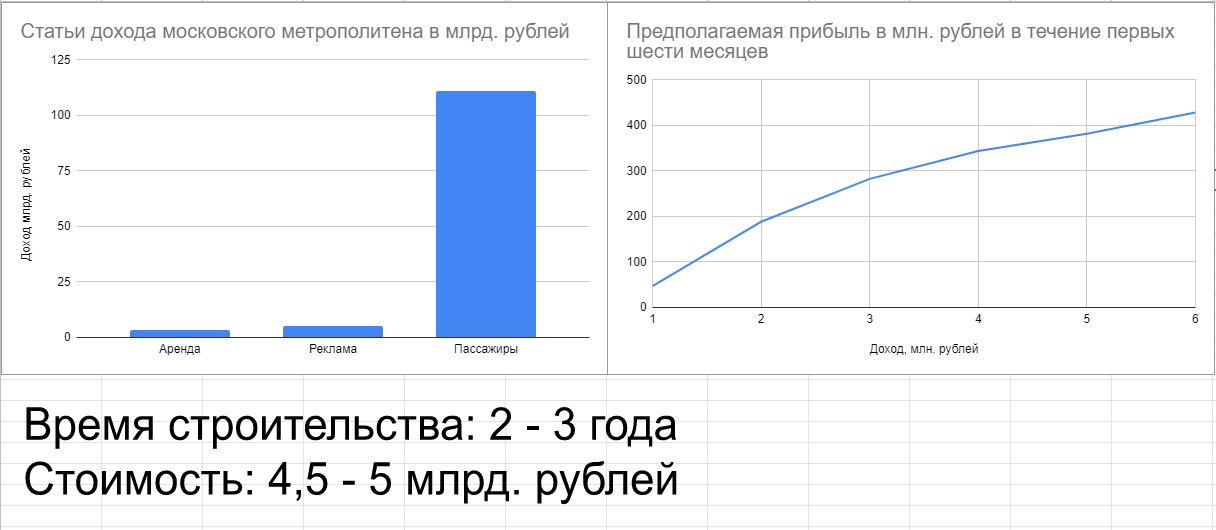 Статьи дохода московского метрополитена в млрд. рублей
125
100
75
50
25
0
Доход млрд. рублей
Аренда
Реклама
Пассажиры
Предполагаемая прибыль в млн. рублей в течение первых
шести месяцев
500
400
300
200
100
0
1
2
3
4
5
6
Доход, млн. рублей
Время строительства: 2 - 3 года
Стоимость: 4,5 - 5 млрд. рублей